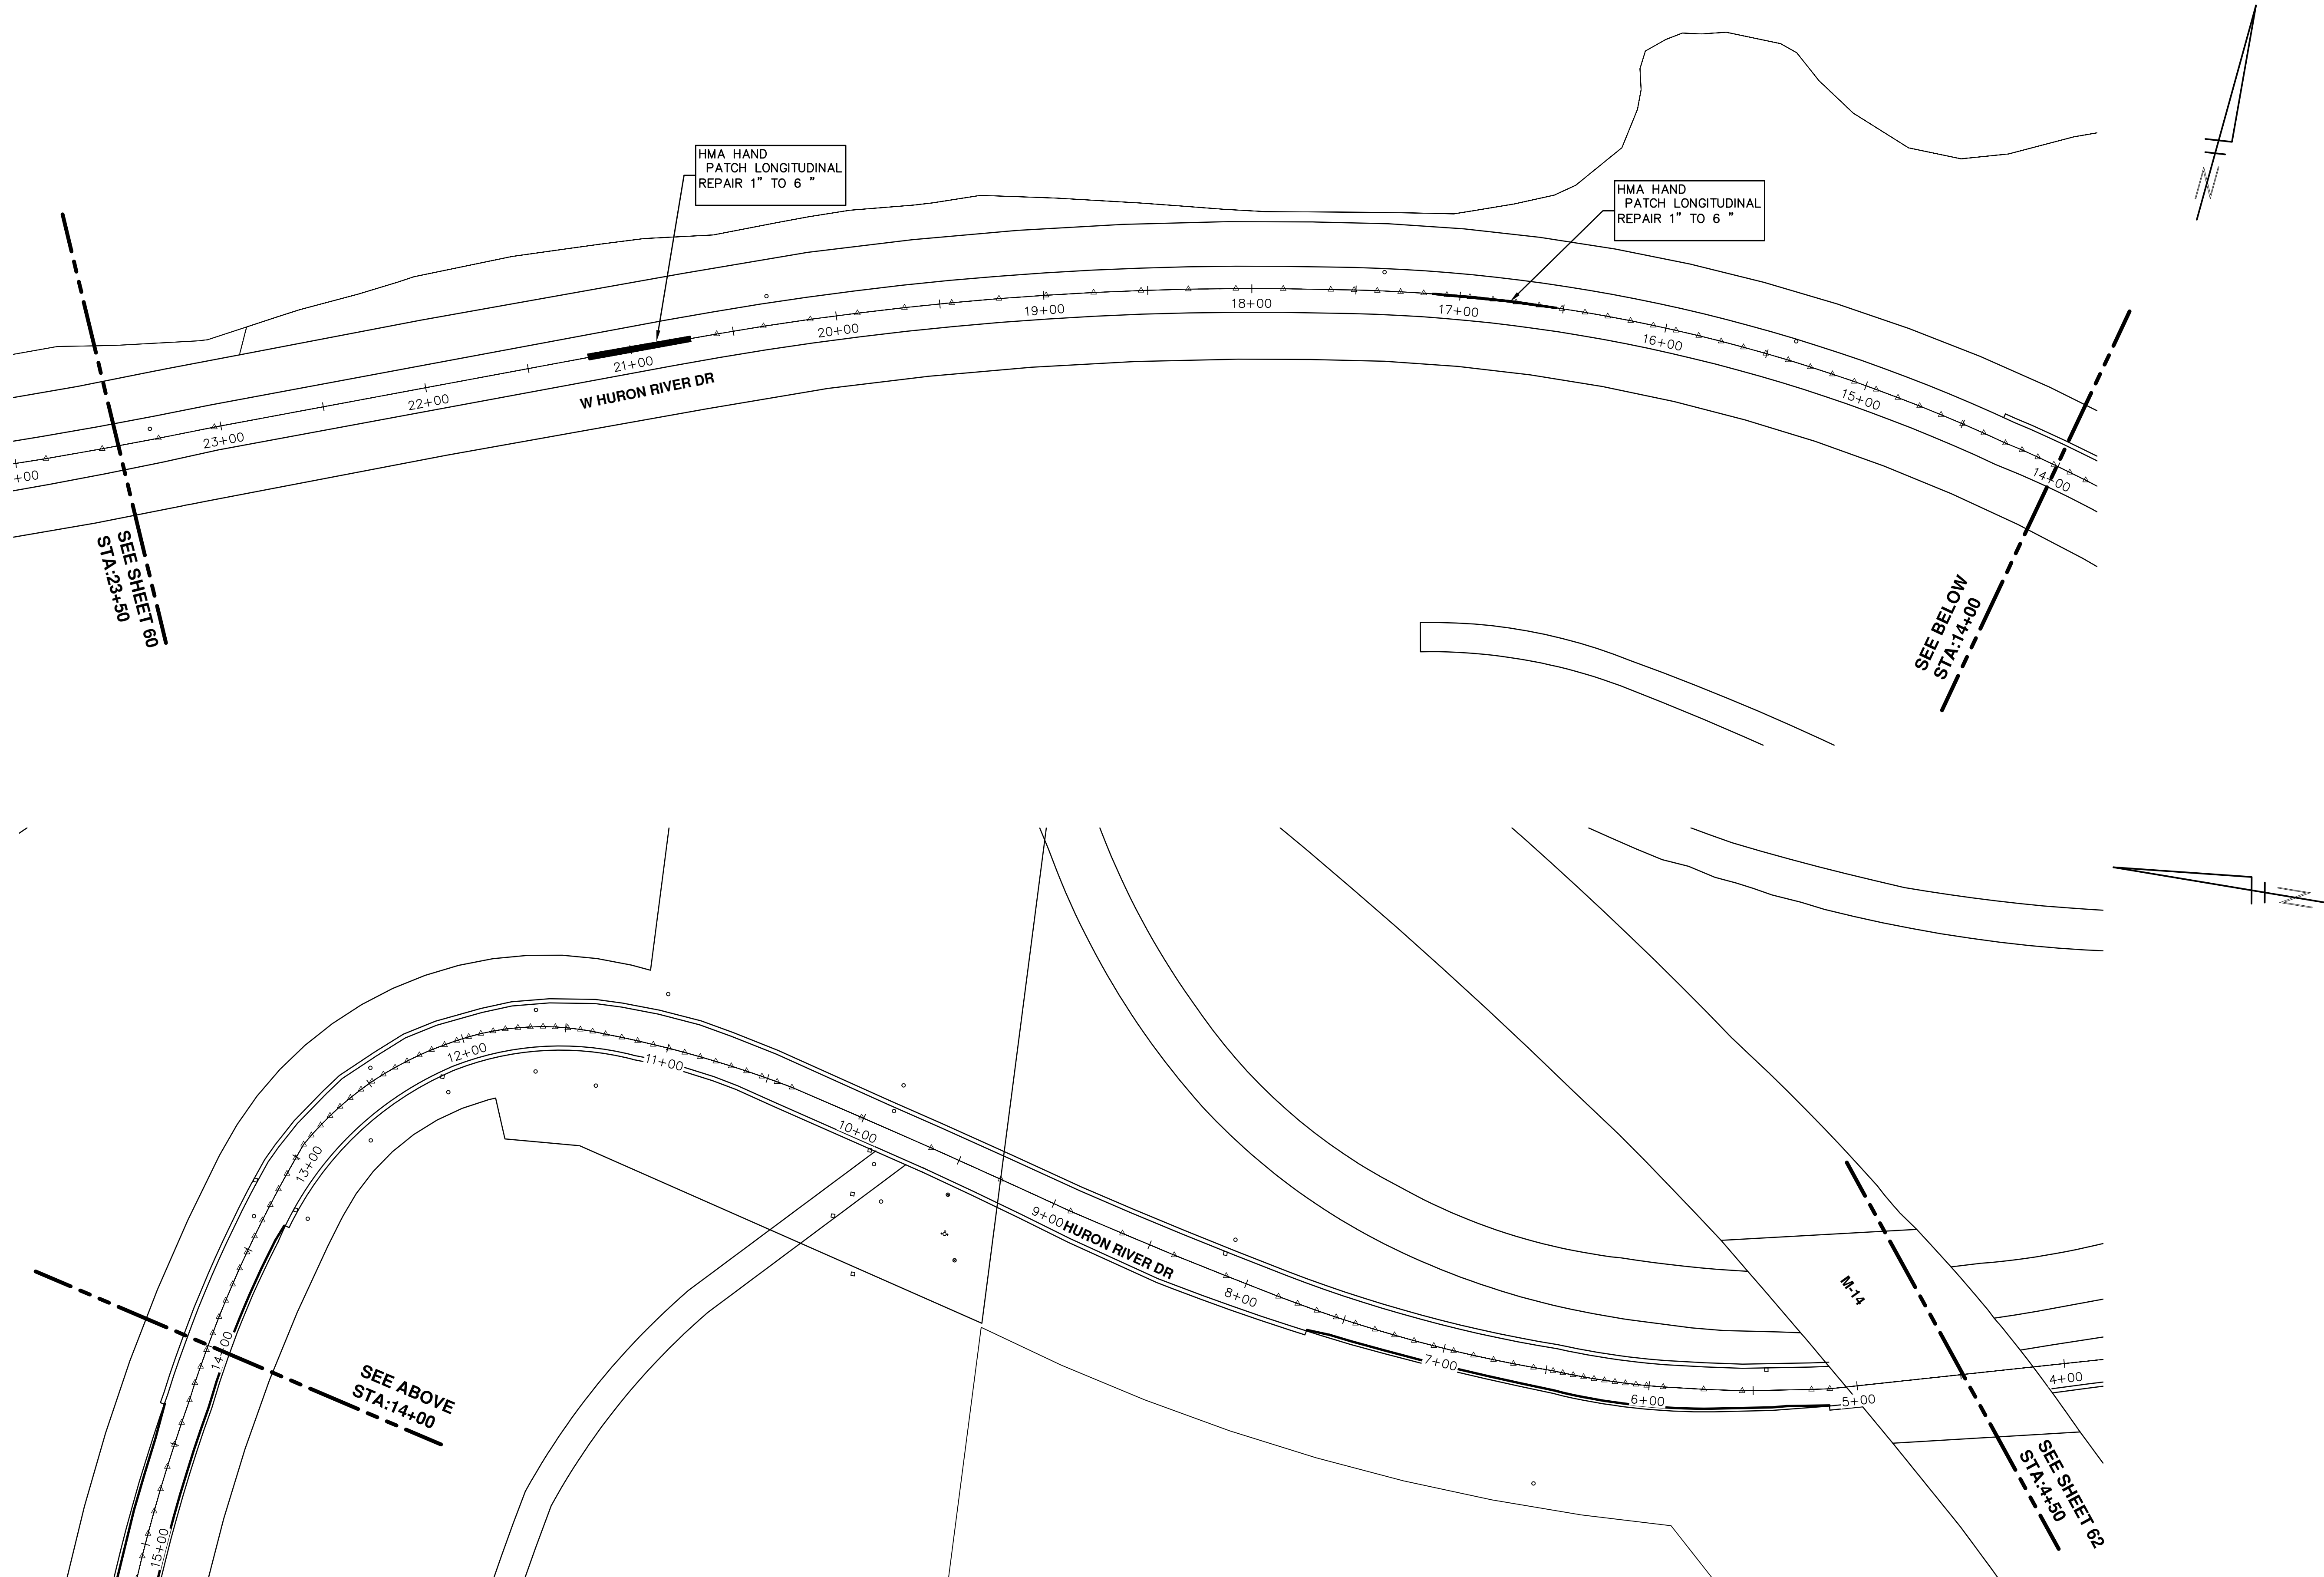 HMA HAND
PATCH LONGITUDINAL
REPAIR 1" TO 6 "
HMA HAND
PATCH LONGITUDINAL
REPAIR 1" TO 6 "
N
+00
23+00
22+00
21+00
20+00
19+00
18+00
17+00
16+00
15+00
14+00
W HURON RIVER DR
SEE SHEET 60
STA:23+50
SEE BELOW
STA:14+00
N
15+00
14+00
13+00
12+00
11+00
10+00
9+00
HURON RIVER DR
8+00
7+00
6+00
5+00
4+00
M-14
SEE ABOVE
STA:14+00
SEE SHEET 62
STA:4+50